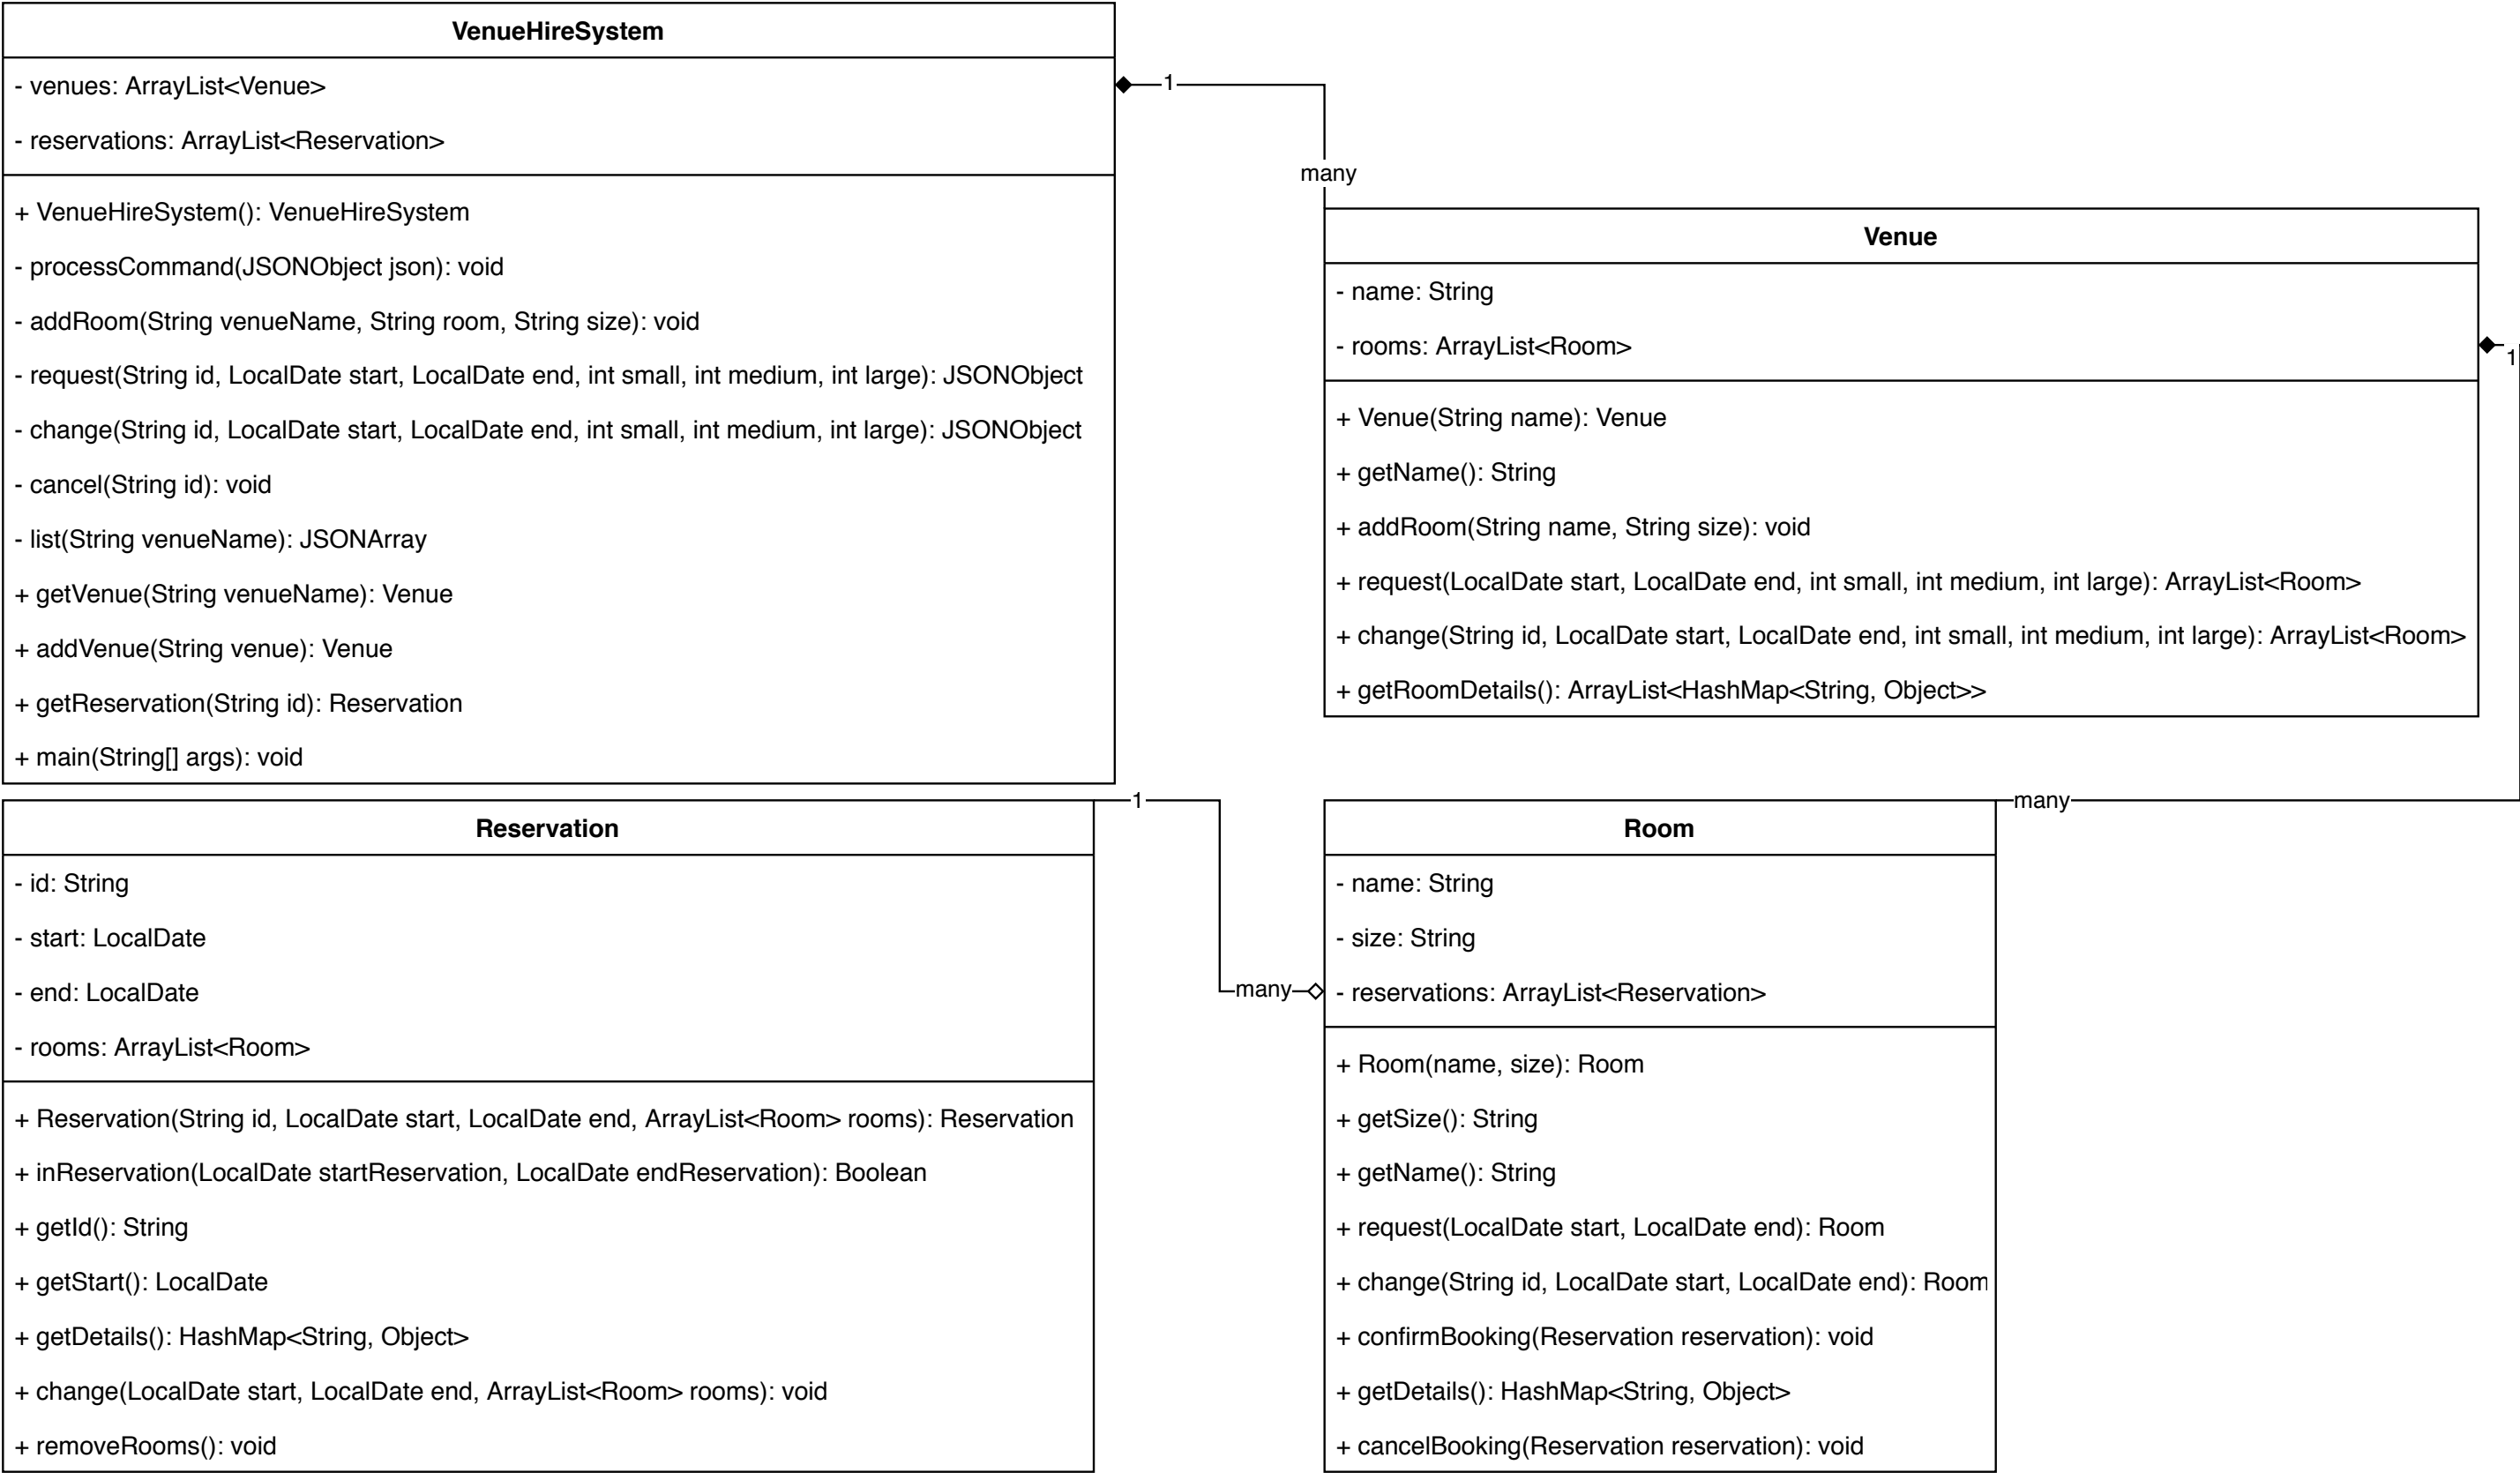 VenueHireSystem
- venues: ArrayList<Venue>
- reservations: ArrayList<Reservation>
+ VenueHireSystem(): VenueHireSystem
- processCommand(JSONObject json): void
- addRoom(String venueName, String room, String size): void
- request(String id, LocalDate start, LocalDate end, int small, int medium, int large): JSONObject
- change(String id, LocalDate start, LocalDate end, int small, int medium, int large): JSONObject
- cancel(String id): void
- list(String venueName): JSONArray
+ getVenue(String venueName): Venue
+ addVenue(String venue): Venue
+ getReservation(String id): Reservation
+ main(String[] args): void
1
many
Venue
- name: String
- rooms: ArrayList<Room>
+ Venue(String name): Venue
+ getName(): String
+ addRoom(String name, String size): void
+ request(LocalDate start, LocalDate end, int small, int medium, int large): ArrayList<Room>
+ change(String id, LocalDate start, LocalDate end, int small, int medium, int large): ArrayList<Room>
+ getRoomDetails(): ArrayList<HashMap<String, Object>>
1
many
Reservation
- id: String
- start: LocalDate
- end: LocalDate
- rooms: ArrayList<Room>
+ Reservation(String id, LocalDate start, LocalDate end, ArrayList<Room> rooms): Reservation
+ inReservation(LocalDate startReservation, LocalDate endReservation): Boolean
+ getId(): String
+ getStart(): LocalDate
+ getDetails(): HashMap<String, Object>
+ change(LocalDate start, LocalDate end, ArrayList<Room> rooms): void
+ removeRooms(): void
1
many
Room
- name: String
- size: String
- reservations: ArrayList<Reservation>
+ Room(name, size): Room
+ getSize(): String
+ getName(): String
+ request(LocalDate start, LocalDate end): Room
+ change(String id, LocalDate start, LocalDate end): Room
+ confirmBooking(Reservation reservation): void
+ getDetails(): HashMap<String, Object>
+ cancelBooking(Reservation reservation): void